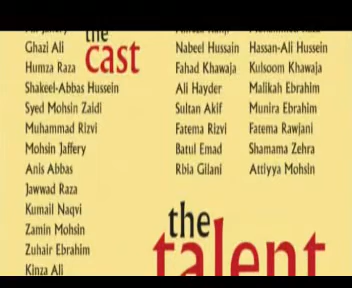 the
cast
Ghazi Ali
Humza Raza
Shakeel-Abbas Hussein
Syed Mohsin Zaidi
Muhammad Rizvi
Mohsin Jaffery
Anis Abbas
Jawwad Raza
Kumail Naqvi
Zamin Mohsin
Zuhair Ebrahim
Kinza Ali
Nabeel Hussain
Fahad Khawaja
Ali Hayder
Sultan Akif
Fatema Rizvi
Batul Emad
Rbia Gilani
Hassan-Ali Hussein
Kulsoom Khawaja
Malikah Ebrahim
Munira Ebrahim
Fatema Rawjani
Shamama Zehra
Attiyya Mohsin
the
talent